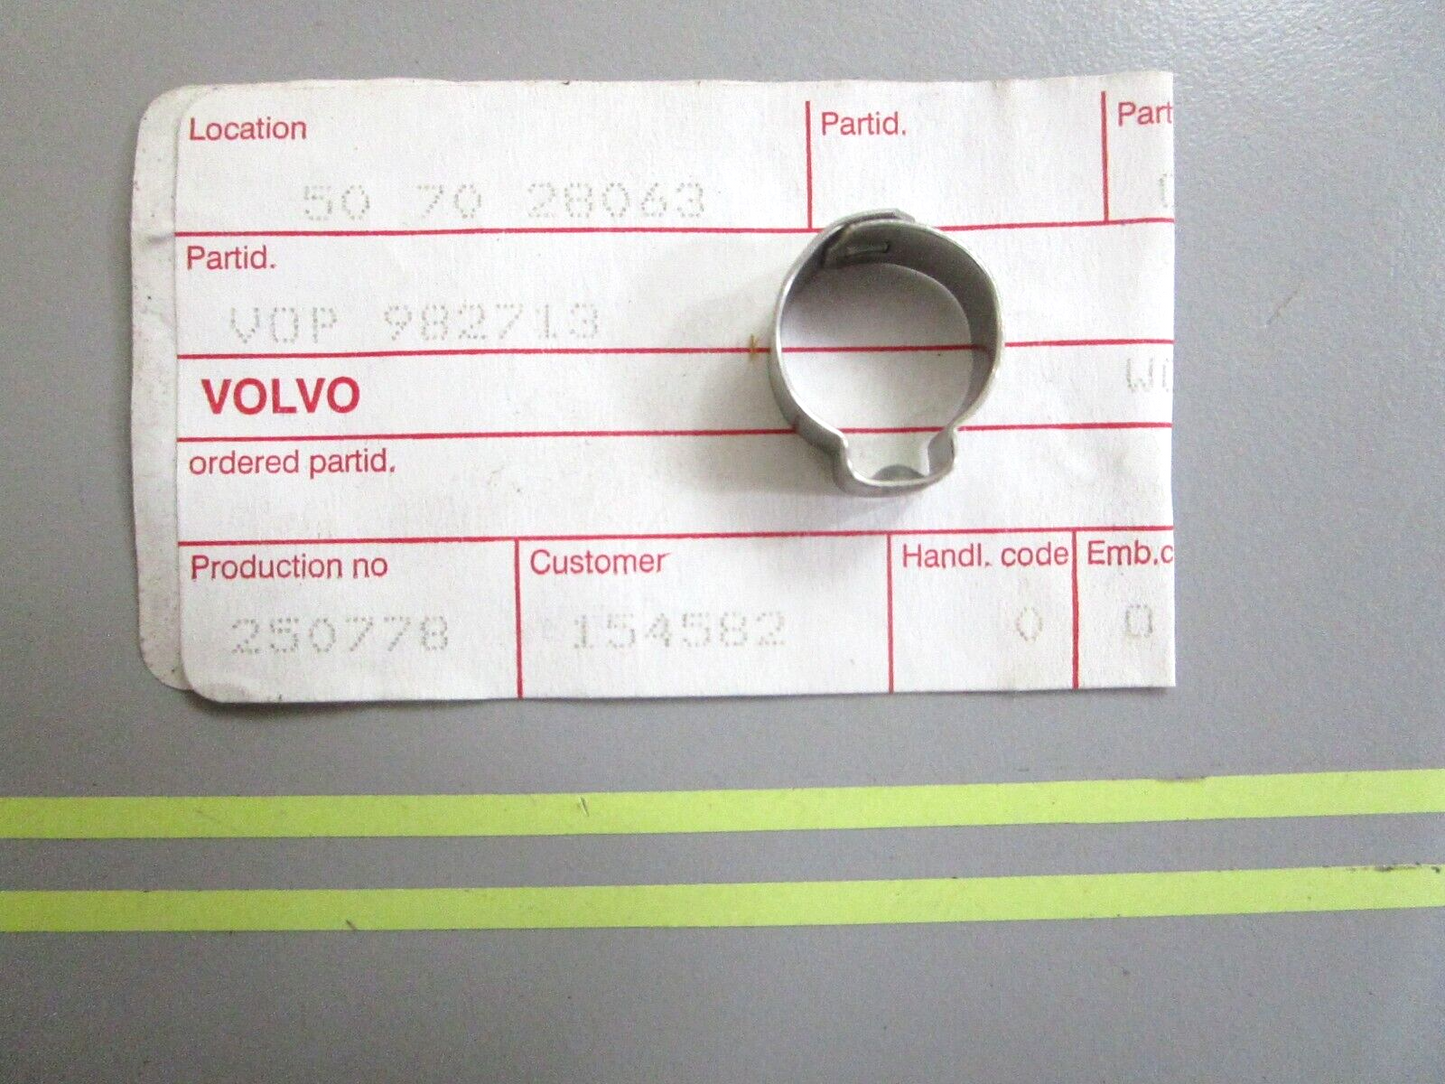 Location Partid. Part
50 70 28063
Partid.
VOP 982713
VOLVO
ordered partid.
Production no Customer Handl. code Emb.c
250778 154582 0 0